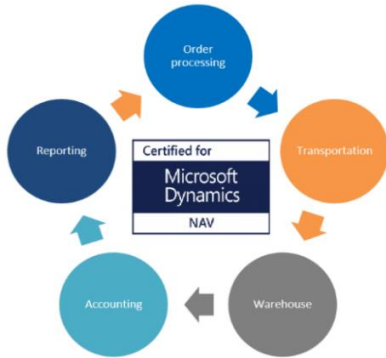 Order
processing
Transportation
Warehouse
Accounting
Reporting
Certified for
Microsoft
Dynamics
NAV